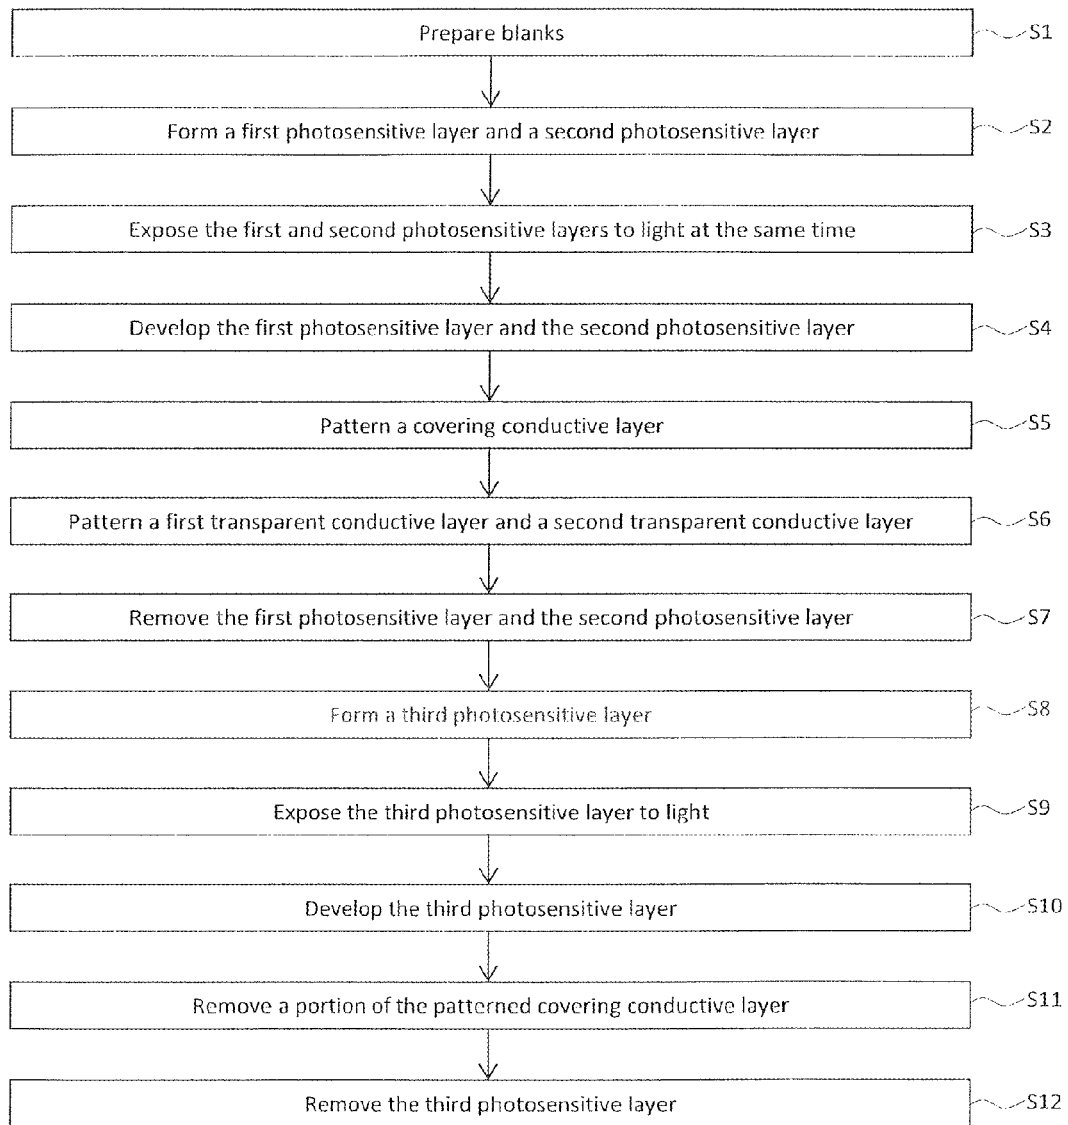 Prepare blanks S1
Form a first photosensitive layer and a second photosensitive layer S2
Expose the first and second photosensitive layers to light at the same time S3
Develop the first photosensitive layer and the second photosensitive layer S4
Pattern a covering conductive layer S5
Pattern a first transparent conductive layer and a second transparent conductive layer S6
Remove the first photosensitive layer and the second photosensitive layer S7
Form a third photosensitive layer S8
Expose the third photosensitive layer to light S9
Develop the third photosensitive layer S10
Remove a portion of the patterned covering conductive layer S11
Remove the third photosensitive layer S12